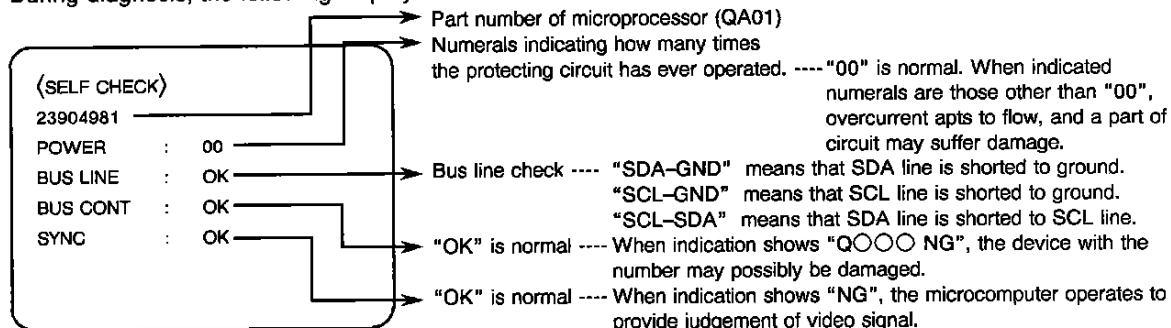 During diagnosis, the following
Part number of microprocessor (QA01)
Numerals indicating how many times
the protecting circuit has ever operated. ---- "00" is normal. When indicated
numerals are those other than "00",
overcurrent apts to flow, and a part of
circuit may suffer damage.
⟨SELF CHECK⟩
23904981
POWER : 00
BUS LINE : OK
BUS CONT : OK
SYNC : OK
Bus line check ---- "SDA–GND" means that SDA line is shorted to ground.
"SCL–GND" means that SCL line is shorted to ground.
"SCL–SDA" means that SDA line is shorted to SCL line.
"OK" is normal ---- When indication shows "Q○○○ NG", the device with the
number may possibly be damaged.
"OK" is normal ---- When indication shows "NG", the microcomputer operates to
provide judgement of video signal.